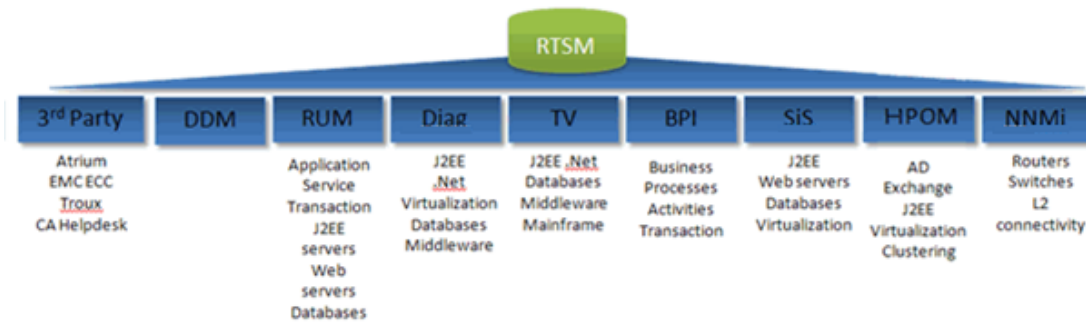 RTSM
3rd Party
DDM
RUM
Diag
TV
BPI
SiS
HPOM
NNMi
Atrium
EMC ECC
Troux
CA Helpdesk
Application
Service
Transaction
J2EE
servers
Web
servers
Databases
J2EE
.Net
Virtualization
Databases
Middleware
J2EE .Net
Databases
Middleware
Mainframe
Business
Processes
Activities
Transaction
J2EE
Web servers
Databases
Virtualization
AD
Exchange
J2EE
Virtualization
Clustering
Routers
Switches
L2
connectivity